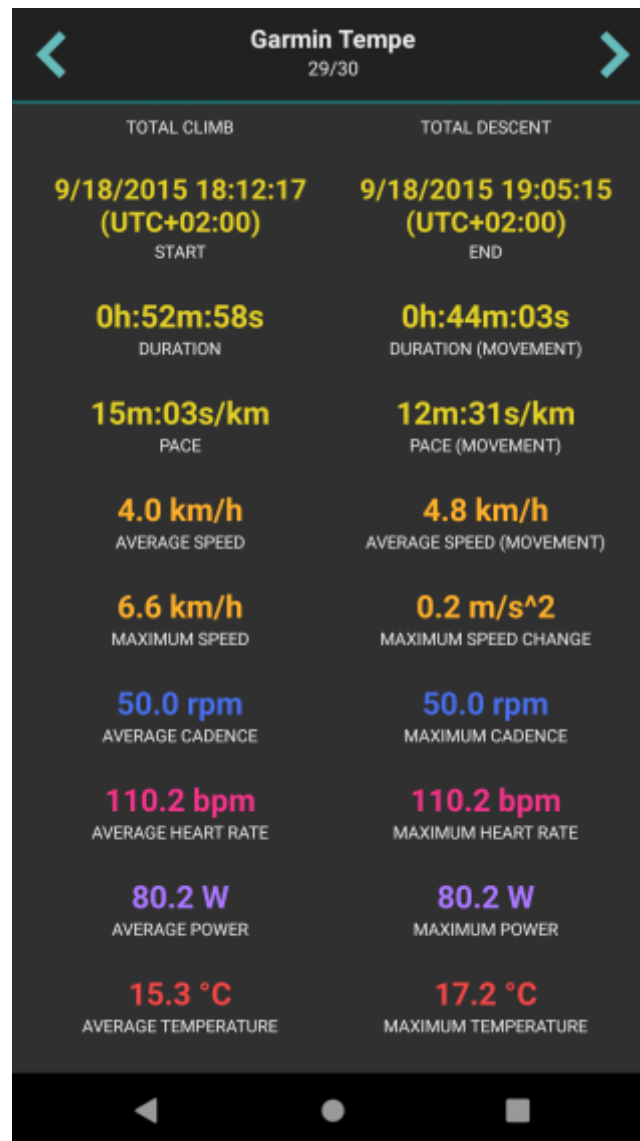 Garmin Tempe
29/30
TOTAL CLIMB
TOTAL DESCENT
9/18/2015 18:12:17
(UTC+02:00)
START
9/18/2015 19:05:15
(UTC+02:00)
END
0h:52m:58s
DURATION
0h:44m:03s
DURATION (MOVEMENT)
15m:03s/km
PACE
12m:31s/km
PACE (MOVEMENT)
4.0 km/h
AVERAGE SPEED
4.8 km/h
AVERAGE SPEED (MOVEMENT)
6.6 km/h
MAXIMUM SPEED
0.2 m/s^2
MAXIMUM SPEED CHANGE
50.0 rpm
AVERAGE CADENCE
50.0 rpm
MAXIMUM CADENCE
110.2 bpm
AVERAGE HEART RATE
110.2 bpm
MAXIMUM HEART RATE
80.2 W
AVERAGE POWER
80.2 W
MAXIMUM POWER
15.3 °C
AVERAGE TEMPERATURE
17.2 °C
MAXIMUM TEMPERATURE